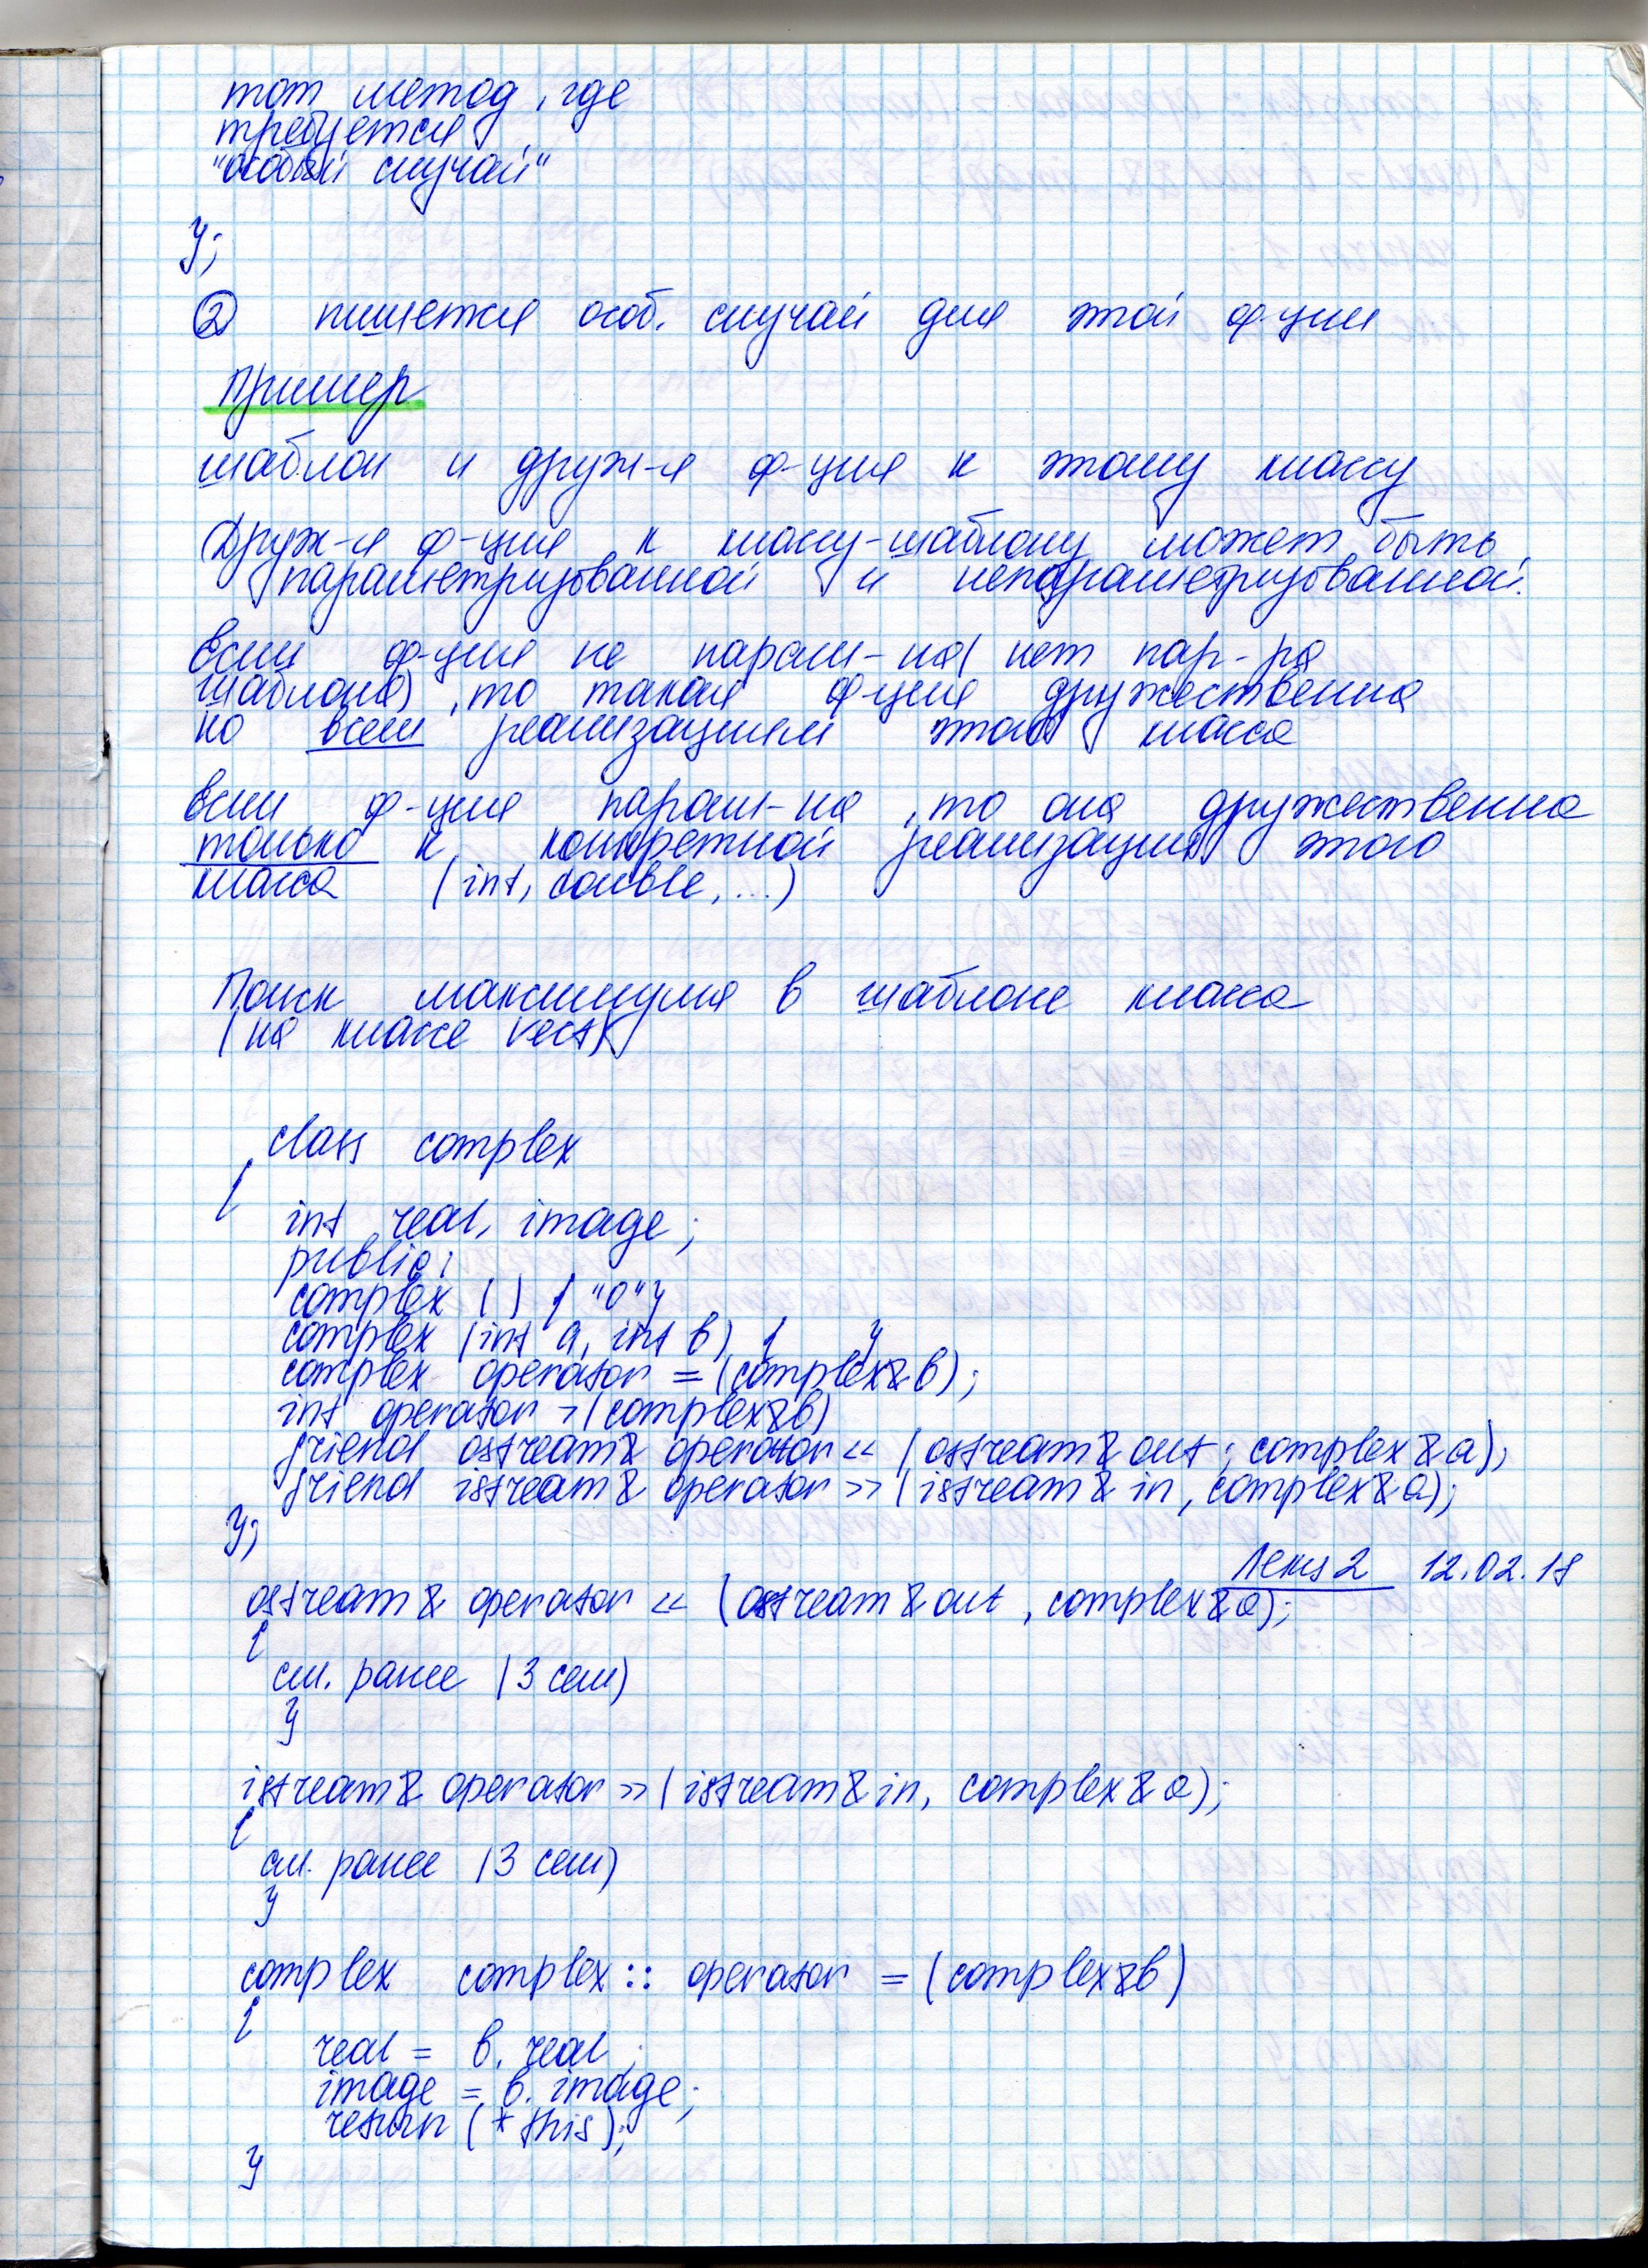 тот метод, где
требуется
"особый случай"
};
② пишется особ. случай для этой ф-ции
Пример
шаблон и друж-я ф-ция к этому классу
Друж-я ф-ция к классу-шаблону может быть
параметризованной и непараметризованной.
Если ф-ция не парам-на (нет пар-ра
шаблона), то такая ф-ция дружественна
ко всем реализациям этого класса
Если ф-ция парам-на, то она дружественна
только к конкретной реализации этого
класса (int, double, ...)
Поиск максимума в шаблоне класса
(на классе vect)
class complex
{
int real, image;
public:
complex () { "0" }
complex (int a, int b) { }
complex operator = (complex&b);
int operator > (complex&b)
friend ostream& operator << (ostream& out; complex &a);
friend istream& operator >> (istream& in, complex& a);
};
Лекц 2 12.02.18
ostream& operator << (ostream &out, complex&a);
{
см. ранее (3 сем)
}
istream& operator >> (istream& in, complex& a);
{
см. ранее (3 сем)
}
complex complex :: operator = (complex&b)
{
real = b. real;
image = b. image;
return (*this);
}